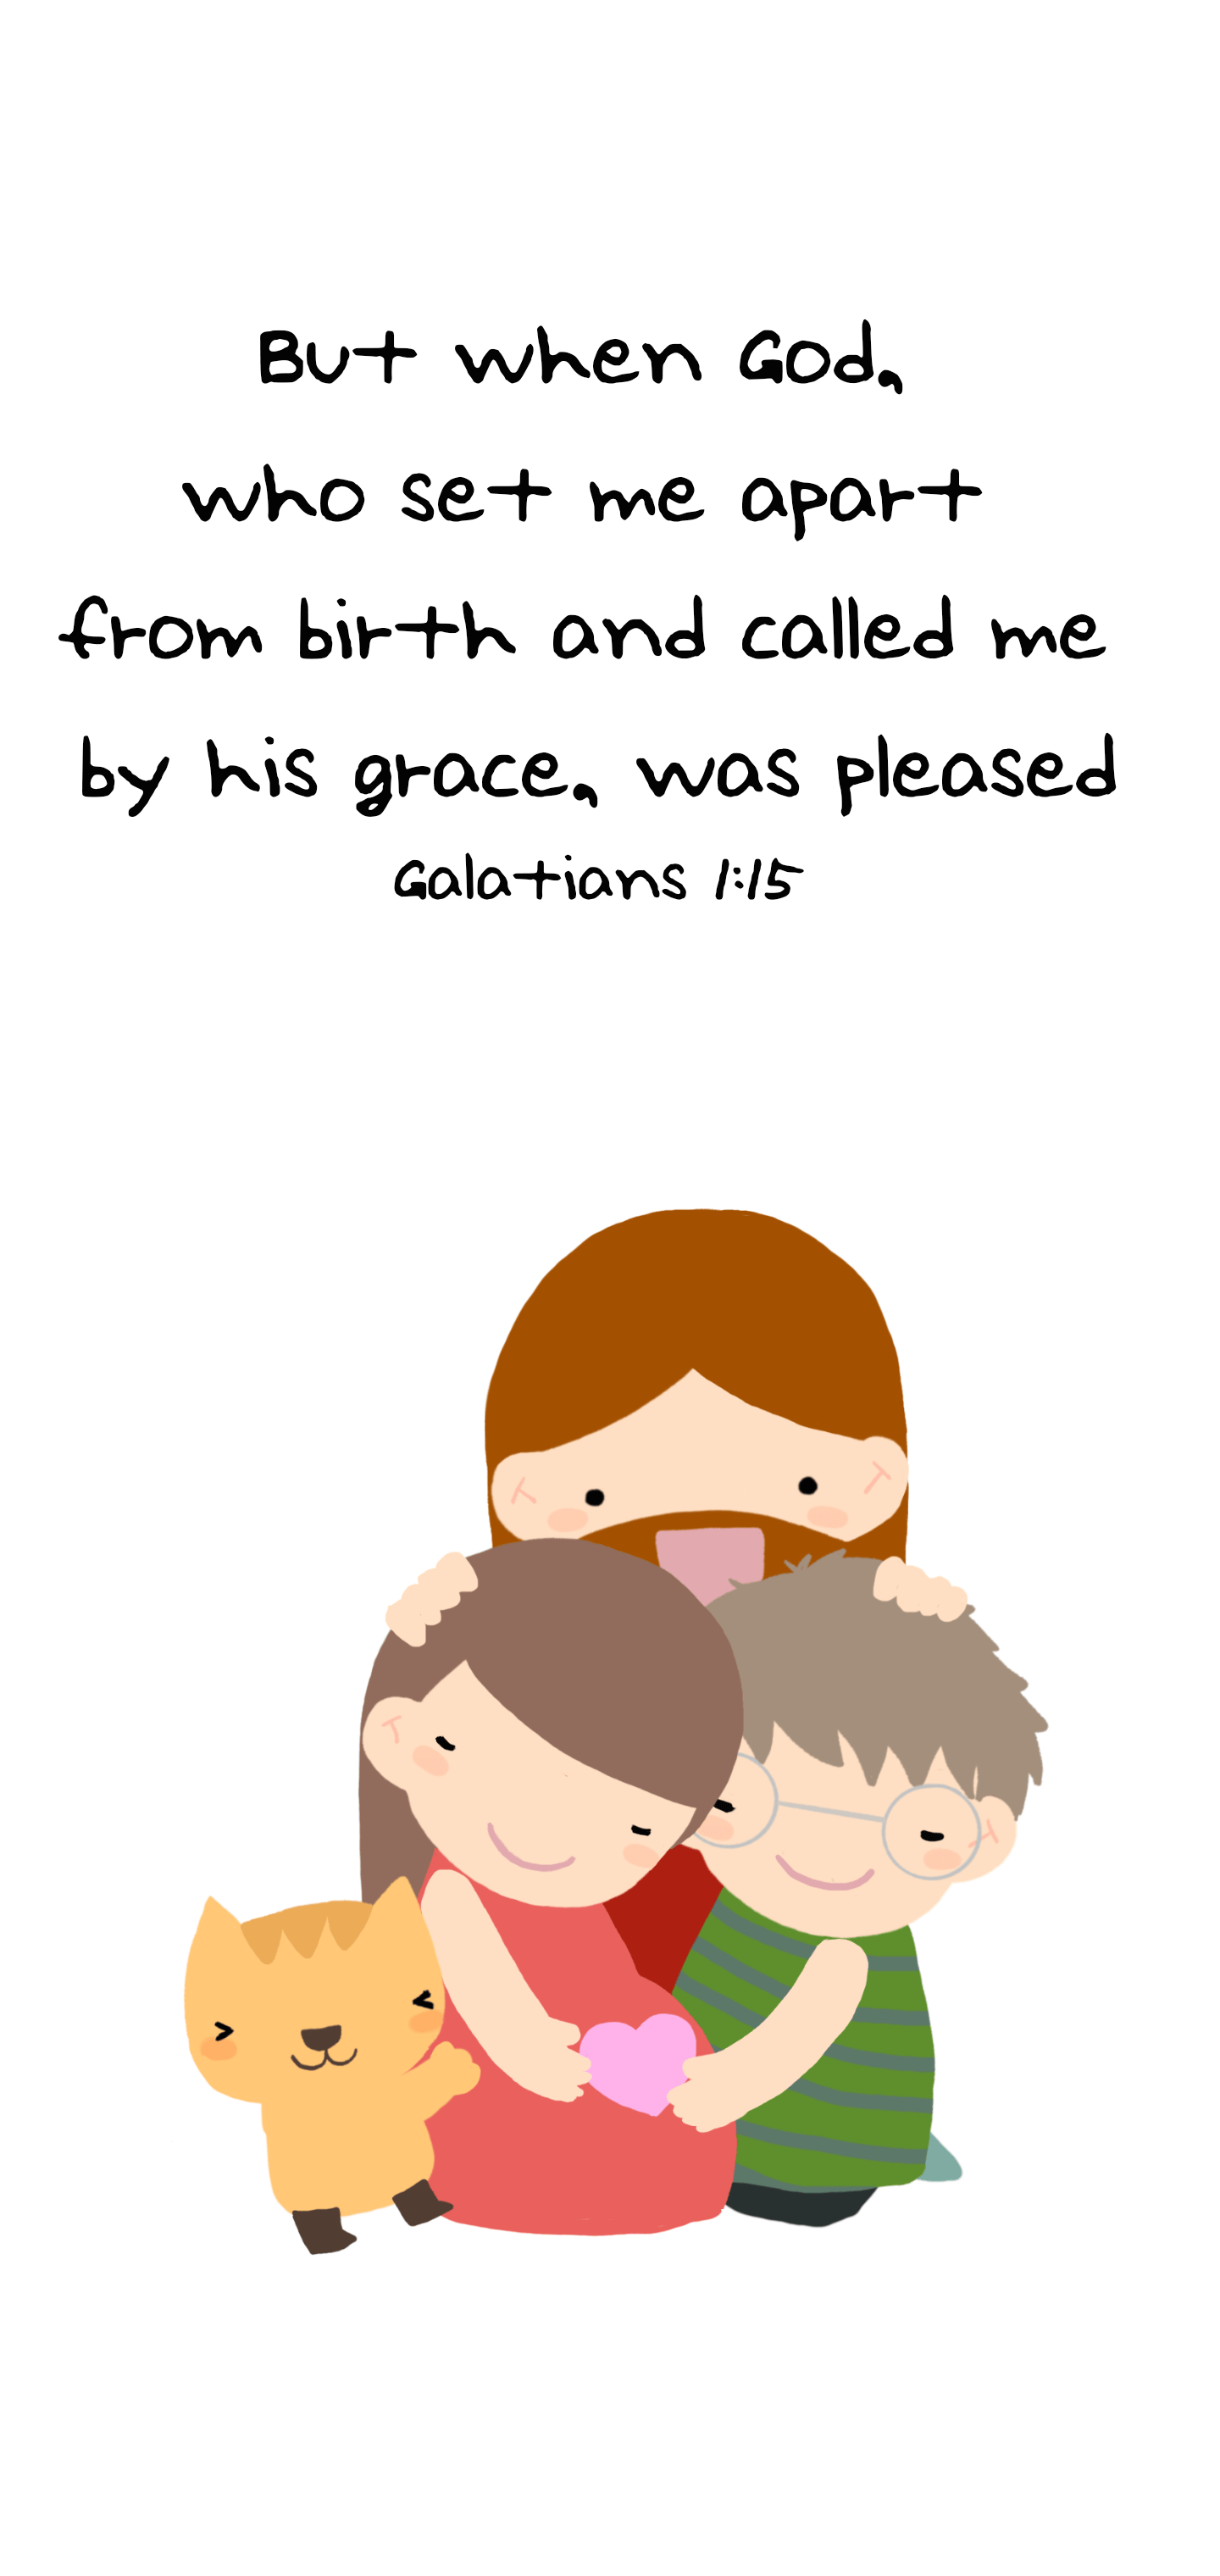 But when God,
who set me apart
from birth and called me
by his grace, was pleased
Galatians 1:15